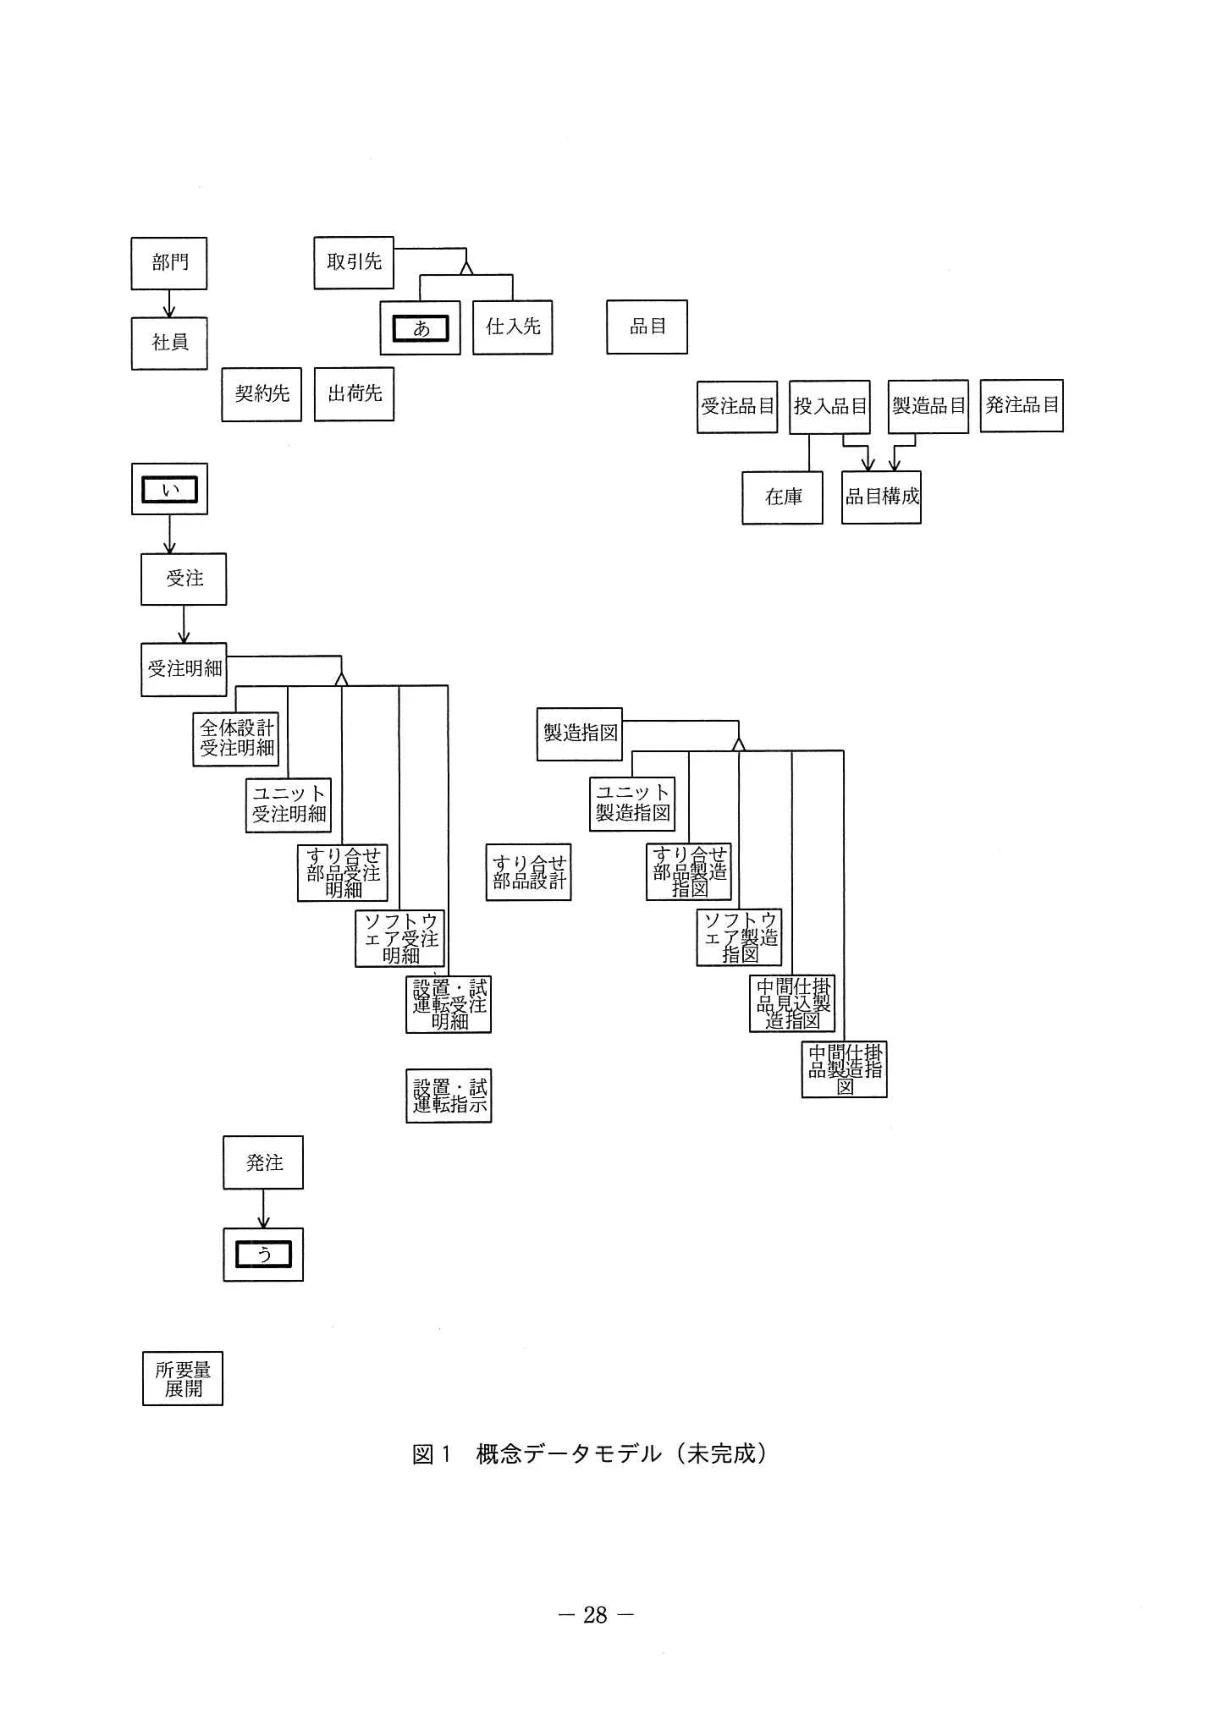 部門
取引先
社員
あ
仕入先
品目
契約先
出荷先
受注品目
投入品目
製造品目
発注品目
い
在庫
品目構成
受注
受注明細
全体設計
受注明細
製造指図
ユニット
受注明細
ユニット
製造指図
すり合せ
部品受注
明細
すり合せ
部品設計
すり合せ
部品製造
指図
ソフトウ
ェア受注
明細
ソフトウ
ェア製造
指図
設置・試
運転受注
明細
中間仕掛
品見込製
造指図
中間仕掛
品製造指
図
設置・試
運転指示
発注
う
所要量
展開
図1 概念データモデル（未完成）
－ 28 －